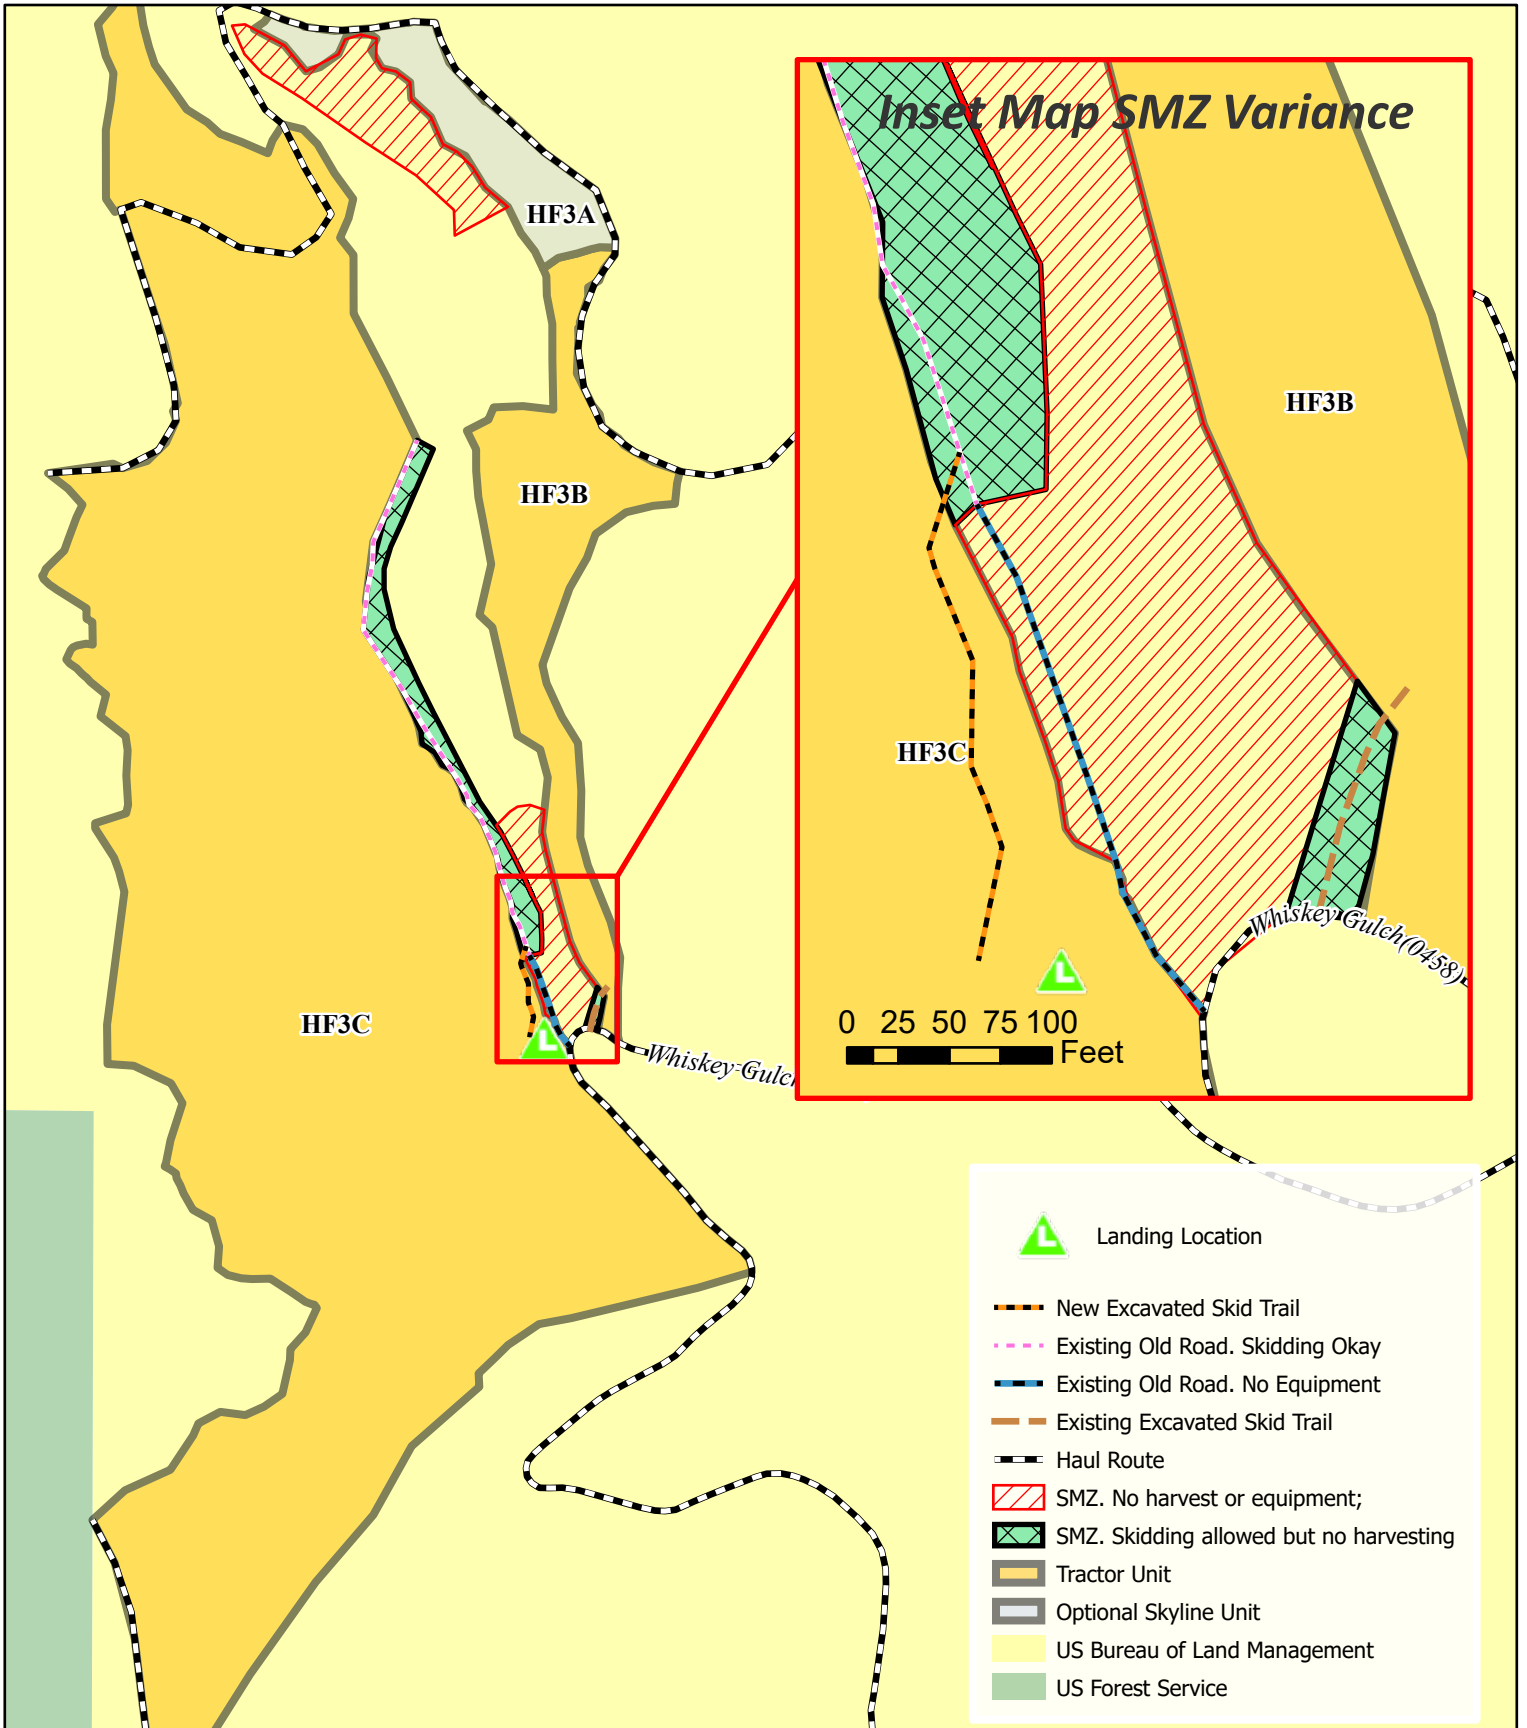 Inset Map SMZ Variance
HF3A
HF3B
HF3B
HF3C
Whiskey Gulch(0458)
0 25 50 75 100
Feet
HF3C
Whiskey Gulch
L
L
L
Landing Location
New Excavated Skid Trail
Existing Old Road. Skidding Okay
Existing Old Road. No Equipment
Existing Excavated Skid Trail
Haul Route
SMZ. No harvest or equipment;
SMZ. Skidding allowed but no harvesting
Tractor Unit
Optional Skyline Unit
US Bureau of Land Management
US Forest Service